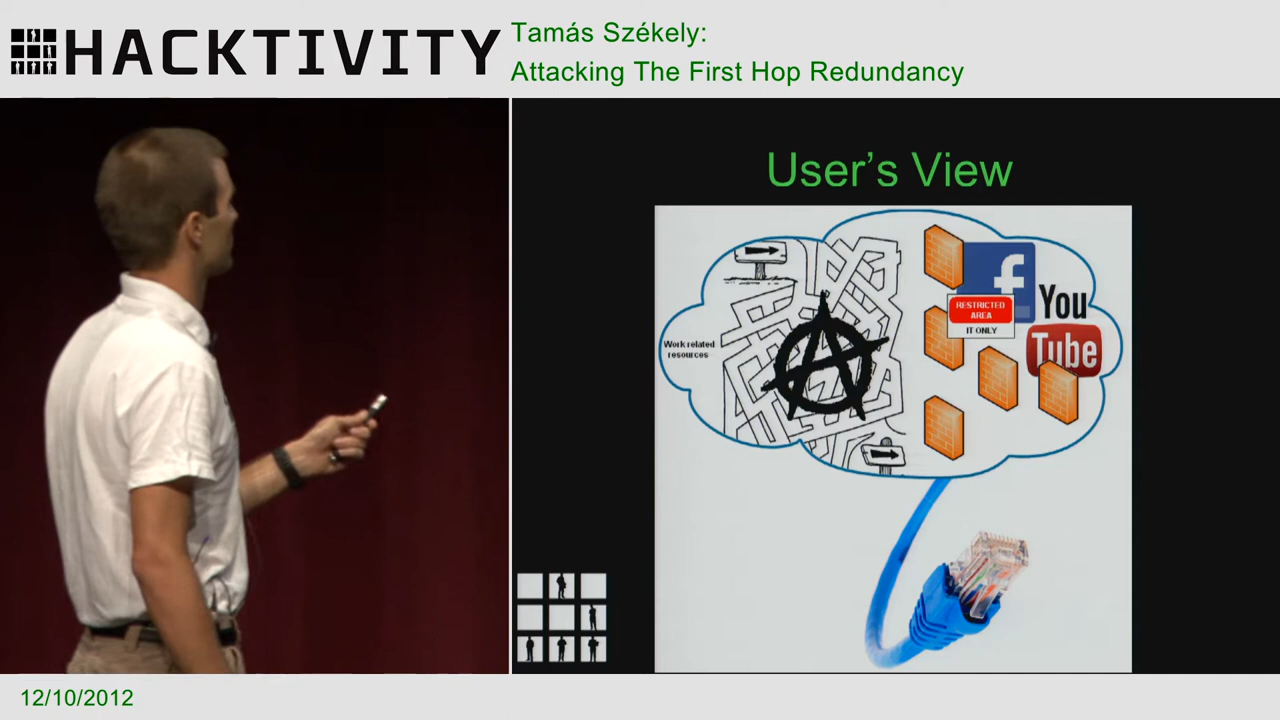 HACKTIVITY
Tamás Székely:
Attacking The First Hop Redundancy
User's View
Work related
resources
f
RESTRICTED
AREA
IT ONLY
You
Tube
A
12/10/2012